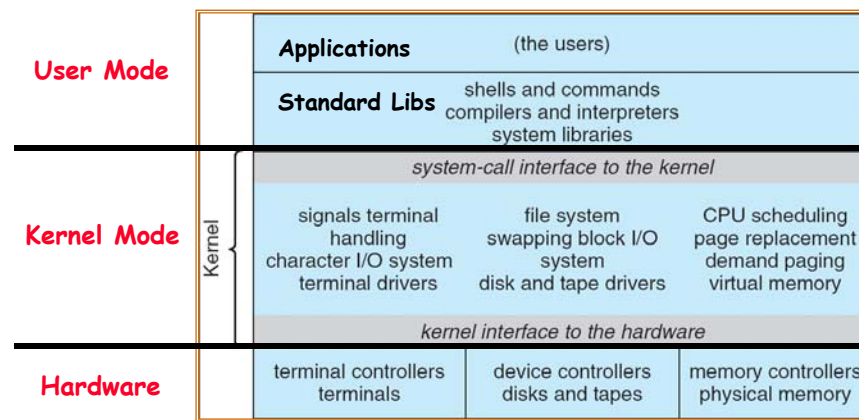 User Mode
Applications
(the users)
Standard Libs
shells and commands
compilers and interpreters
system libraries
Kernel Mode
Kernel
system-call interface to the kernel
signals terminal
handling
character I/O system
terminal drivers
file system
swapping block I/O
system
disk and tape drivers
CPU scheduling
page replacement
demand paging
virtual memory
kernel interface to the hardware
Hardware
terminal controllers
terminals
device controllers
disks and tapes
memory controllers
physical memory